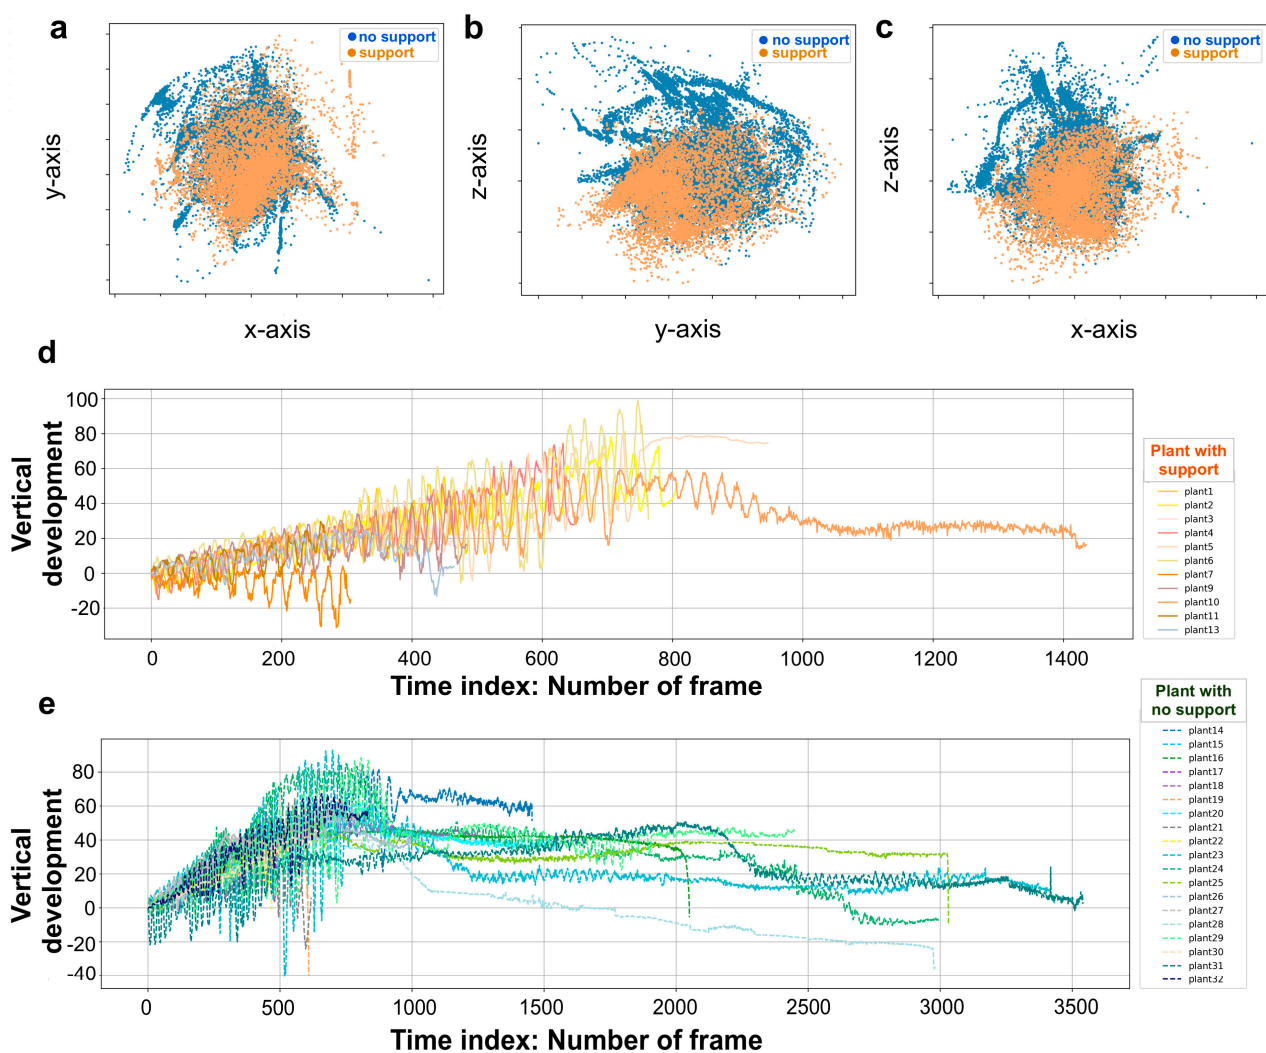 a
no support
support
y-axis
x-axis
b
no support
support
z-axis
y-axis
c
no support
support
z-axis
x-axis
d
Vertical
development
100
80
60
40
20
0
-20
0 200 400 600 800 1000 1200 1400
Time index: Number of frame
Plant with
support
plant1
plant2
plant3
plant4
plant5
plant6
plant7
plant9
plant10
plant11
plant13
e
Vertical
development
80
60
40
20
0
-20
-40
0 500 1000 1500 2000 2500 3000 3500
Time index: Number of frame
Plant with
no support
plant14
plant15
plant16
plant17
plant18
plant19
plant20
plant21
plant22
plant23
plant24
plant25
plant26
plant27
plant28
plant29
plant30
plant31
plant32